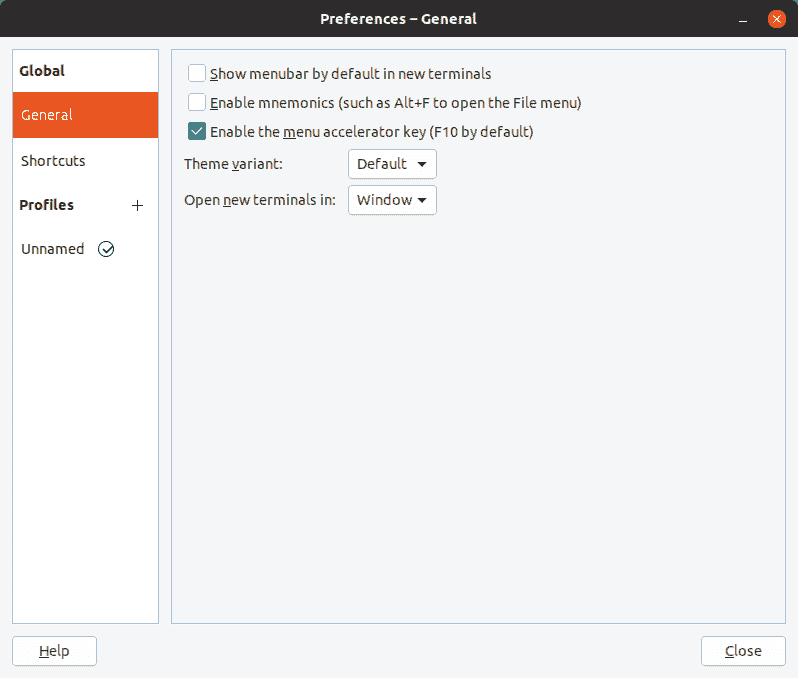 Preferences – General
Global
General
Shortcuts
Profiles
Unnamed
Show menubar by default in new terminals
Enable mnemonics (such as Alt+F to open the File menu)
Enable the menu accelerator key (F10 by default)
Theme variant: Default
Open new terminals in: Window
Help
Close